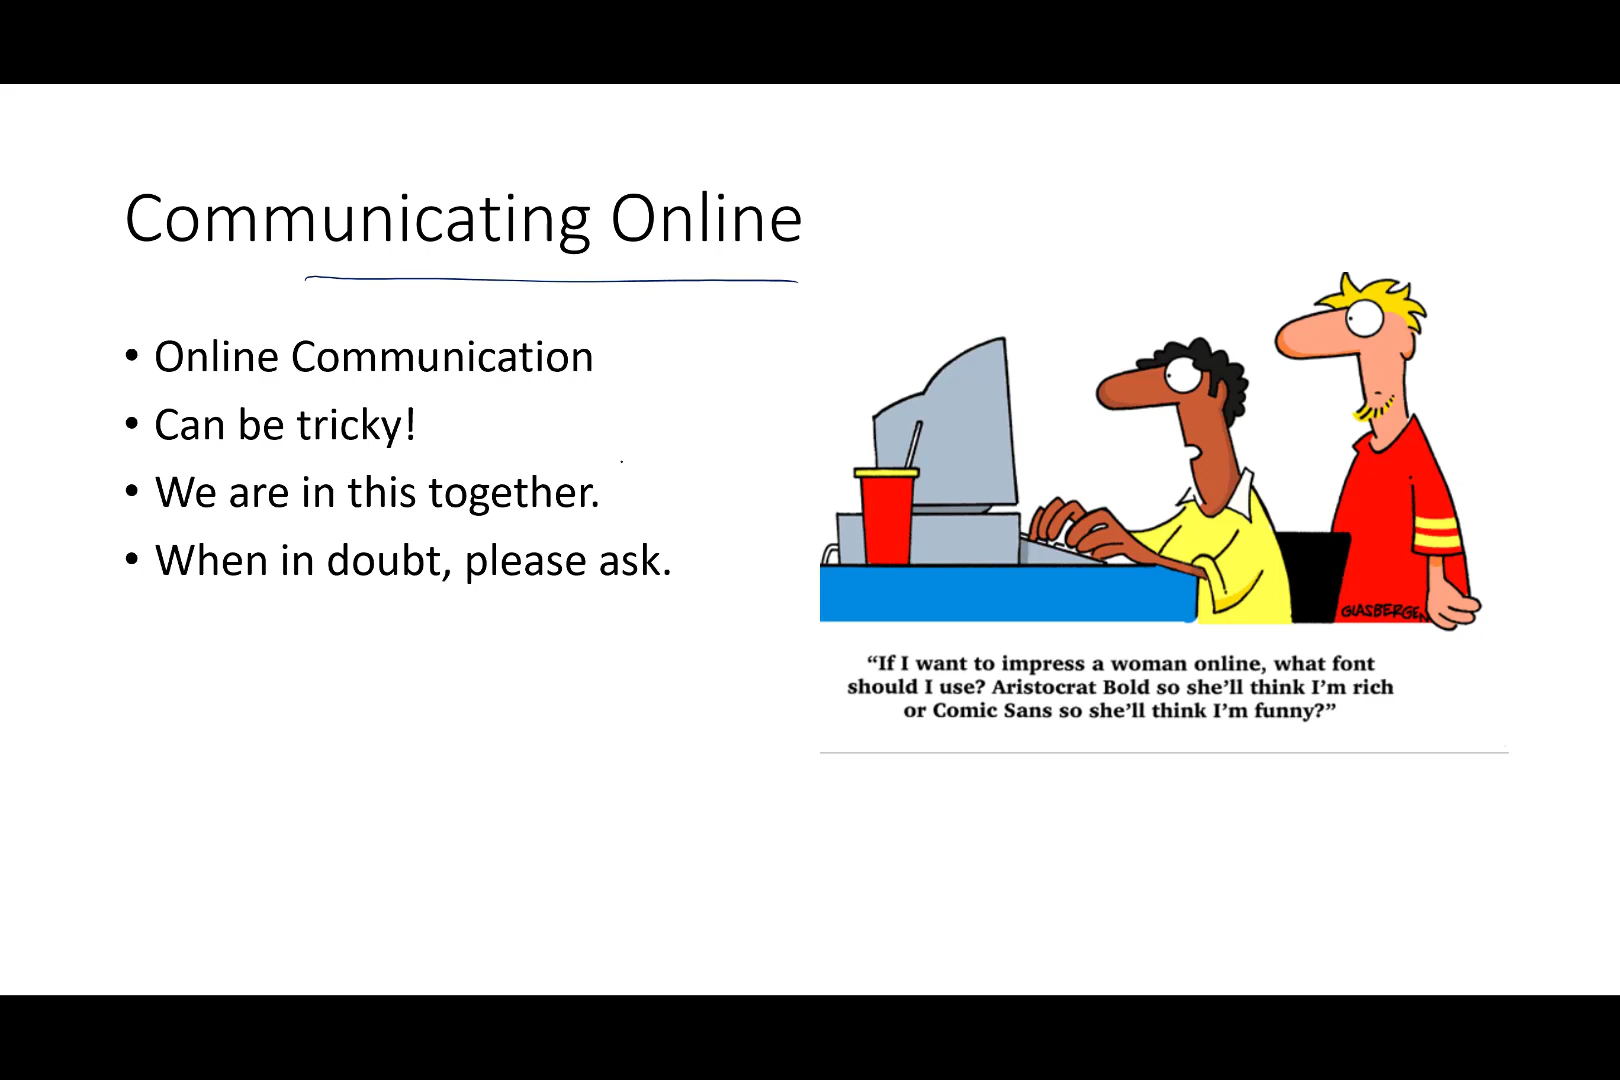 Communicating Online
• Online Communication
• Can be tricky!
• We are in this together.
• When in doubt, please ask.
GLASBERGEN
“If I want to impress a woman online, what font
should I use? Aristocrat Bold so she’ll think I’m rich
or Comic Sans so she’ll think I’m funny?”